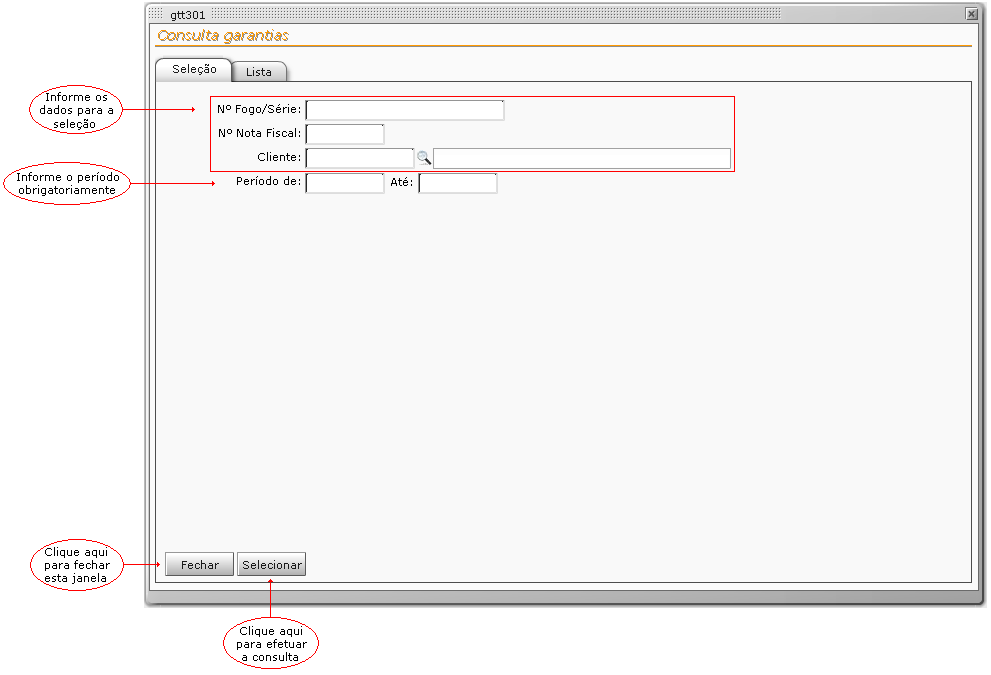 gtt301
Consulta garantias
Seleção
Lista
Informe os
dados para a
seleção
Nº Fogo/Série:
Nº Nota Fiscal:
Cliente:
Informe o período
obrigatoriamente
Período de:
Até:
Clique aqui
para fechar
esta janela
Fechar
Selecionar
Clique aqui
para efetuar
a consulta